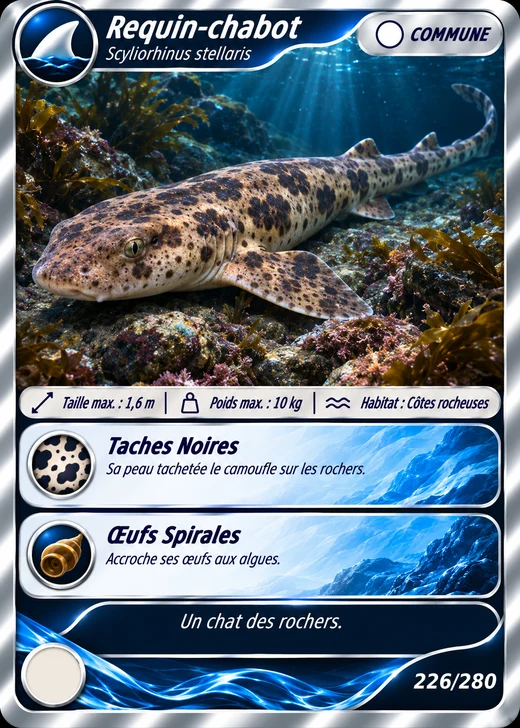 Requin-chabot
Scyliorhinus stellaris
COMMUNE
Taille max. : 1,6 m
Poids max. : 10 kg
Habitat : Côtes rocheuses
Taches Noires
Sa peau tachetée le camoufle sur les rochers.
Œufs Spirales
Accroche ses œufs aux algues.
Un chat des rochers.
226/280